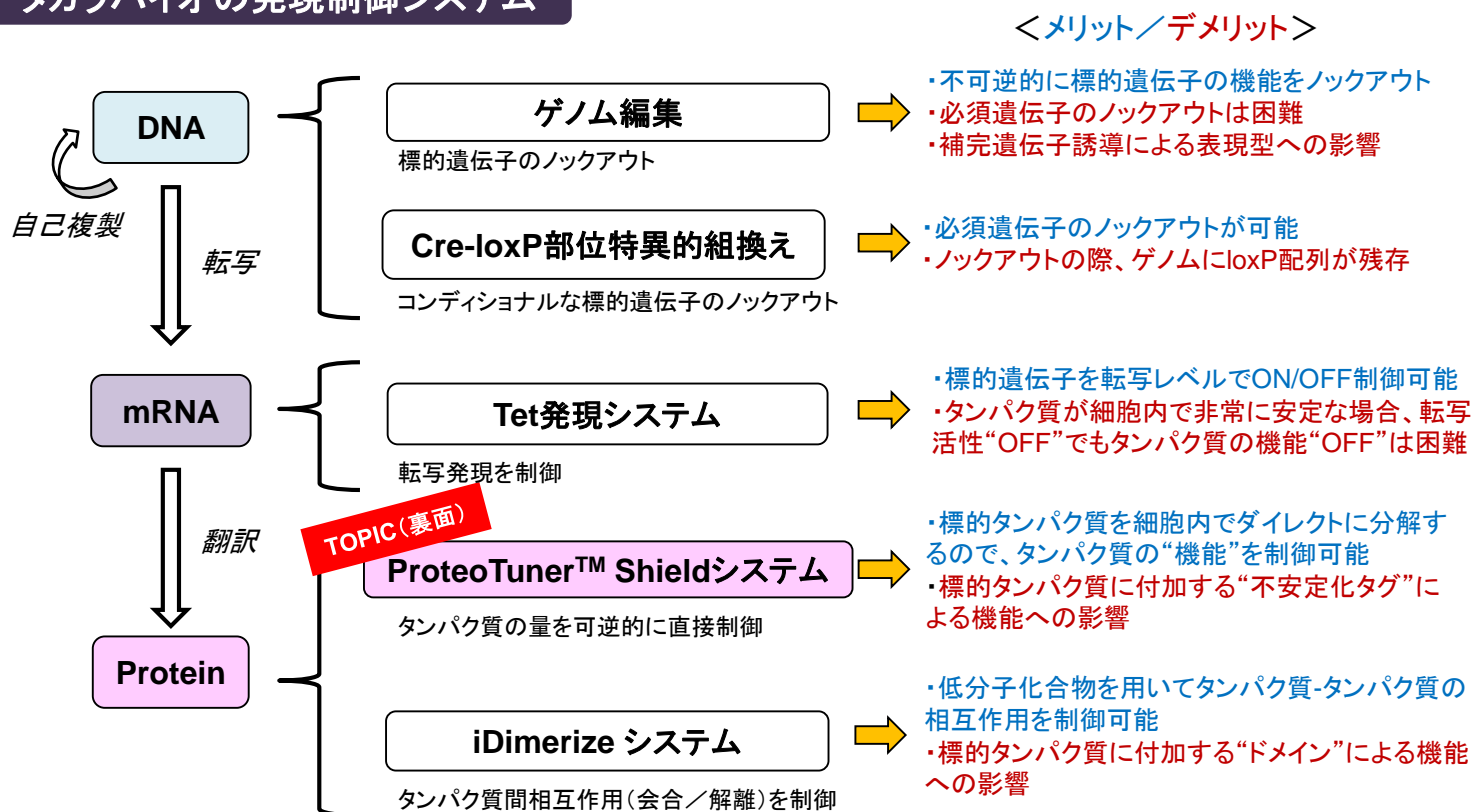 タカラバイオの発現制御システム
＜メリット／デメリット＞
DNA
自己複製
転写
mRNA
翻訳
Protein
ゲノム編集
標的遺伝子のノックアウト
・不可逆的に標的遺伝子の機能をノックアウト
・必須遺伝子のノックアウトは困難
・補完遺伝子誘導による表現型への影響
Cre-loxP部位特異的組換え
コンディショナルな標的遺伝子のノックアウト
・必須遺伝子のノックアウトが可能
・ノックアウトの際、ゲノムにloxP配列が残存
Tet発現システム
転写発現を制御
・標的遺伝子を転写レベルでON/OFF制御可能
・タンパク質が細胞内で非常に安定な場合、転写
活性“OFF”でもタンパク質の機能“OFF”は困難
TOPIC（裏面）
ProteoTuner™ Shieldシステム
タンパク質の量を可逆的に直接制御
・標的タンパク質を細胞内でダイレクトに分解す
るので、タンパク質の“機能”を制御可能
・標的タンパク質に付加する“不安定化タグ”に
よる機能への影響
iDimerize システム
タンパク質間相互作用（会合／解離）を制御
・低分子化合物を用いてタンパク質-タンパク質の
相互作用を制御可能
・標的タンパク質に付加する“ドメイン”による機能
への影響